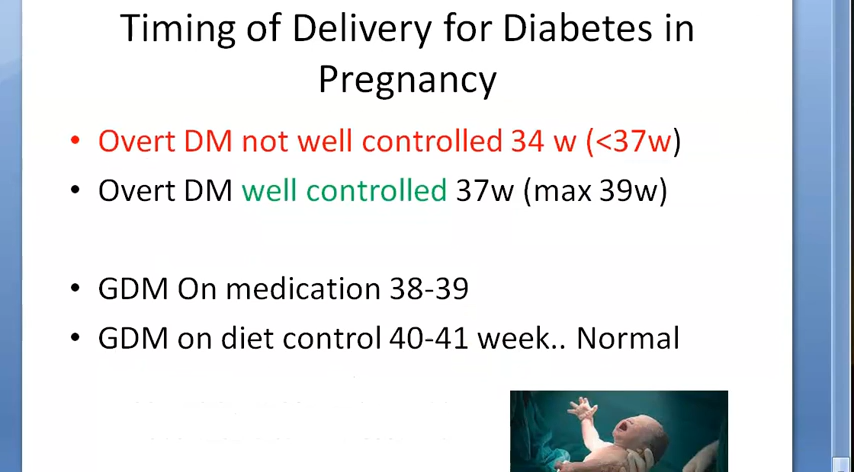 Timing of Delivery for Diabetes in
Pregnancy
• Overt DM not well controlled 34 w (<37w)
• Overt DM well controlled 37w (max 39w)
• GDM On medication 38-39
• GDM on diet control 40-41 week.. Normal